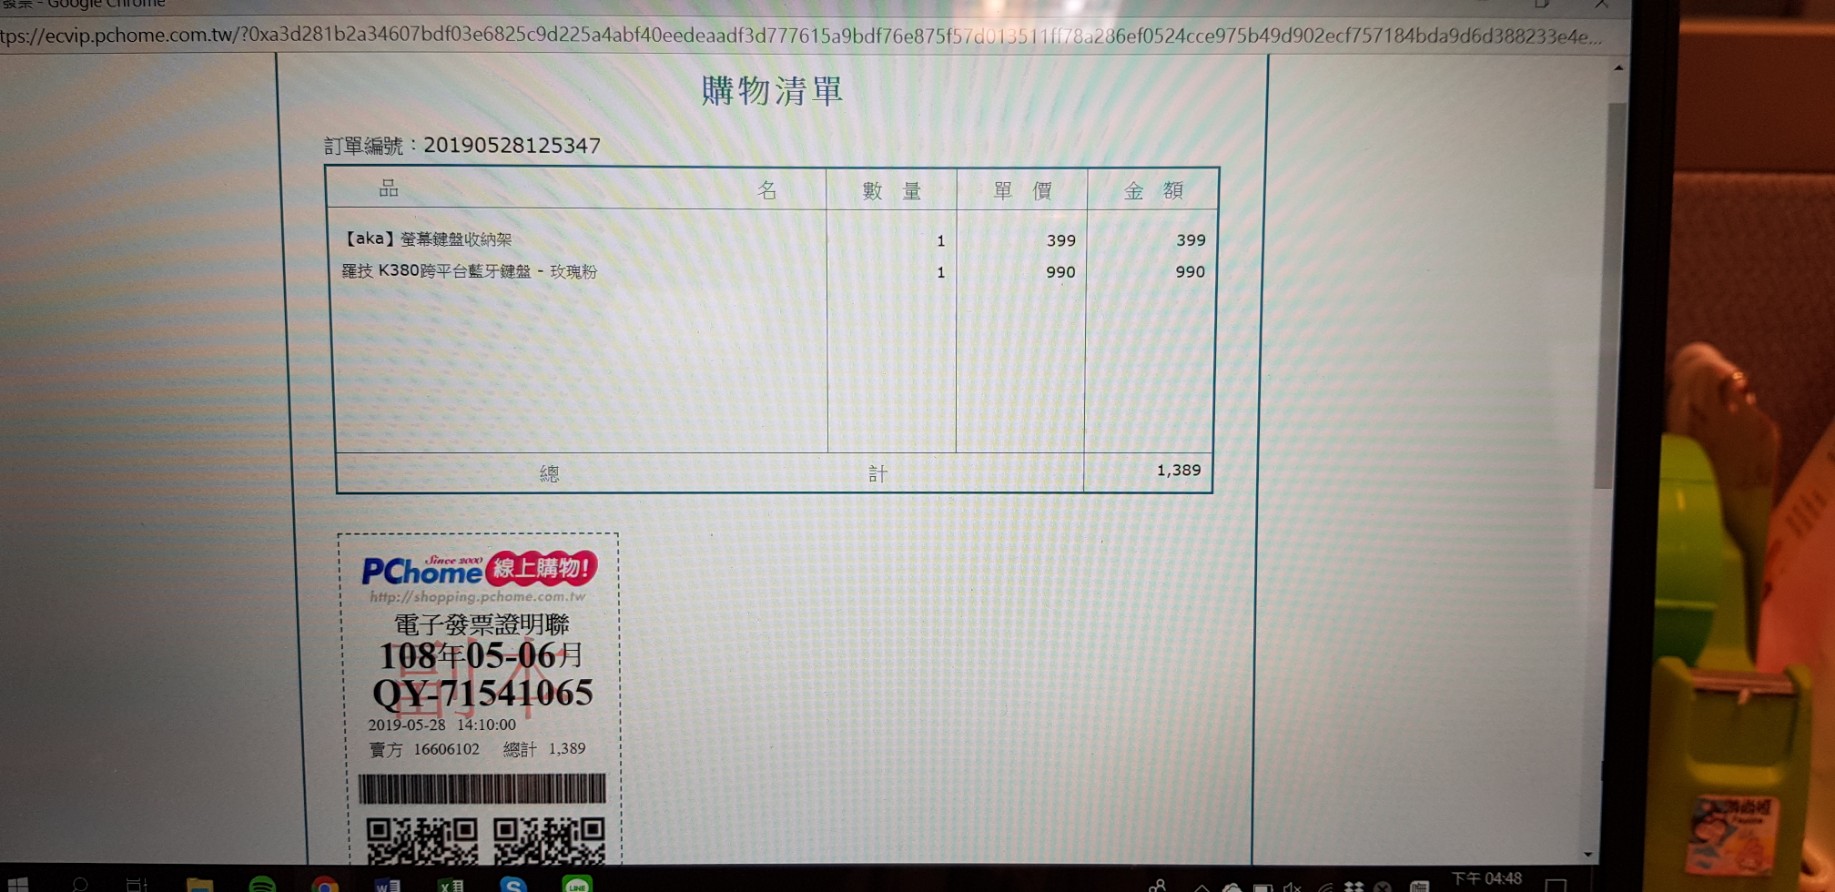 發票 - Google Chrome
tps://ecvip.pchome.com.tw/?0xa3d281b2a34607bdf03e6825c9d225a4abf40eedeaadf3d777615a9bdf76e875f57d013511ff78a286ef0524cce975b49d902ecf757184bda9d6d388233e4e...
購物清單
訂單編號：20190528125347
品 名 數 量 單 價 金 額
【aka】螢幕鍵盤收納架 1 399 399
羅技 K380跨平台藍牙鍵盤 - 玫瑰粉 1 990 990
總 計 1,389
Since 2000
PChome 線上購物!
http://shopping.pchome.com.tw
電子發票證明聯
副本
108年05-06月
QY-71541065
2019-05-28 14:10:00
賣方 16606102 總計 1,389
下午 04:48